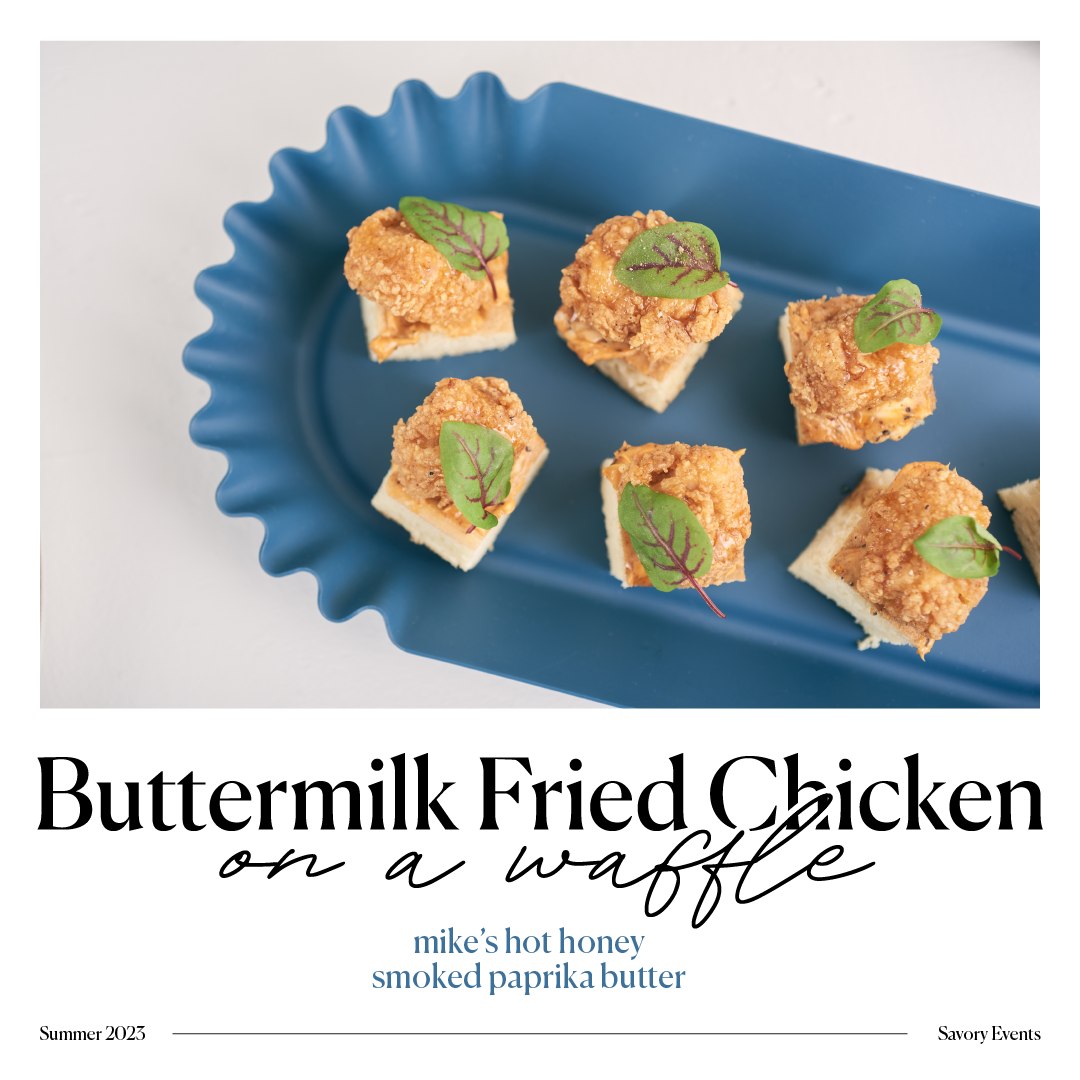 Buttermilk Fried Chicken
on a waffle
mike's hot honey
smoked paprika butter
Summer 2023
Savory Events